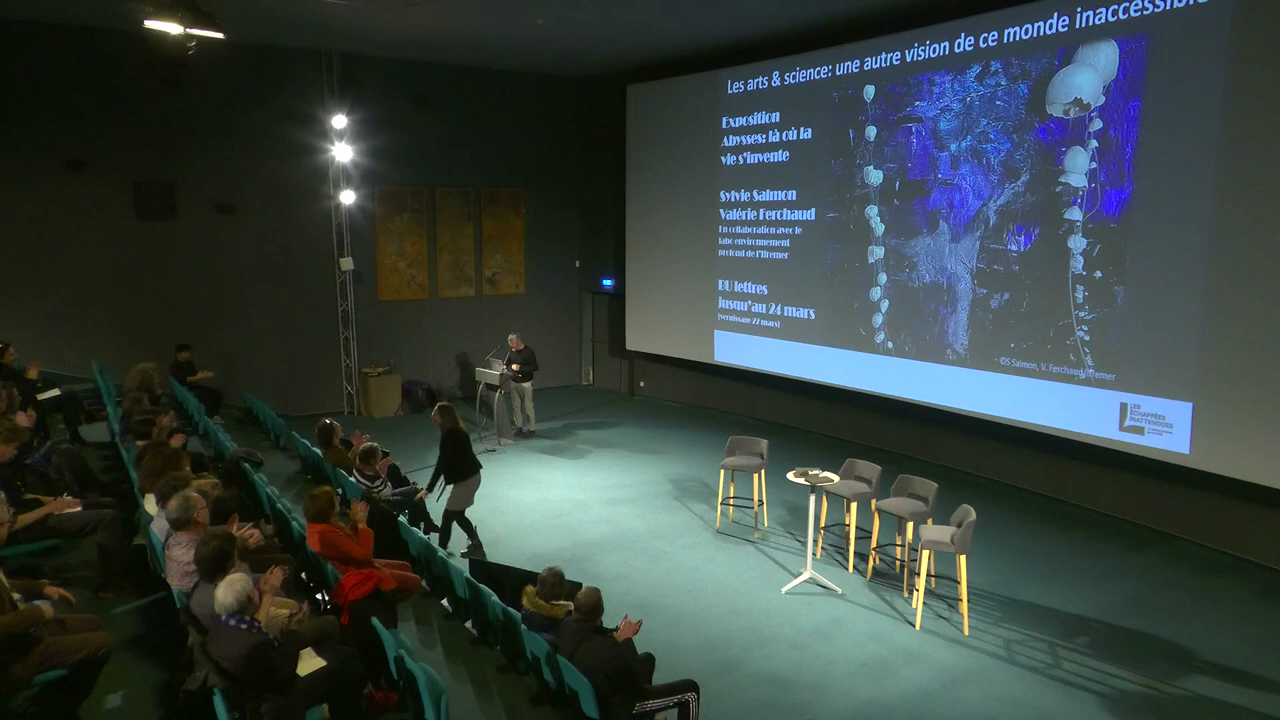 Les arts & science: une autre vision de ce monde inaccessible
Exposition
Abysses: là où la
vie s'invente
Sylvie Salmon
Valérie Ferchaud
En collaboration avec le
labo environnement
profond de l'Ifremer
BU lettres
jusqu'au 24 mars
(vernissage 22 mars)
©S Salmon, V. Ferchaud/Ifremer
LES
ÉCHAPPÉES
INATTENDUES